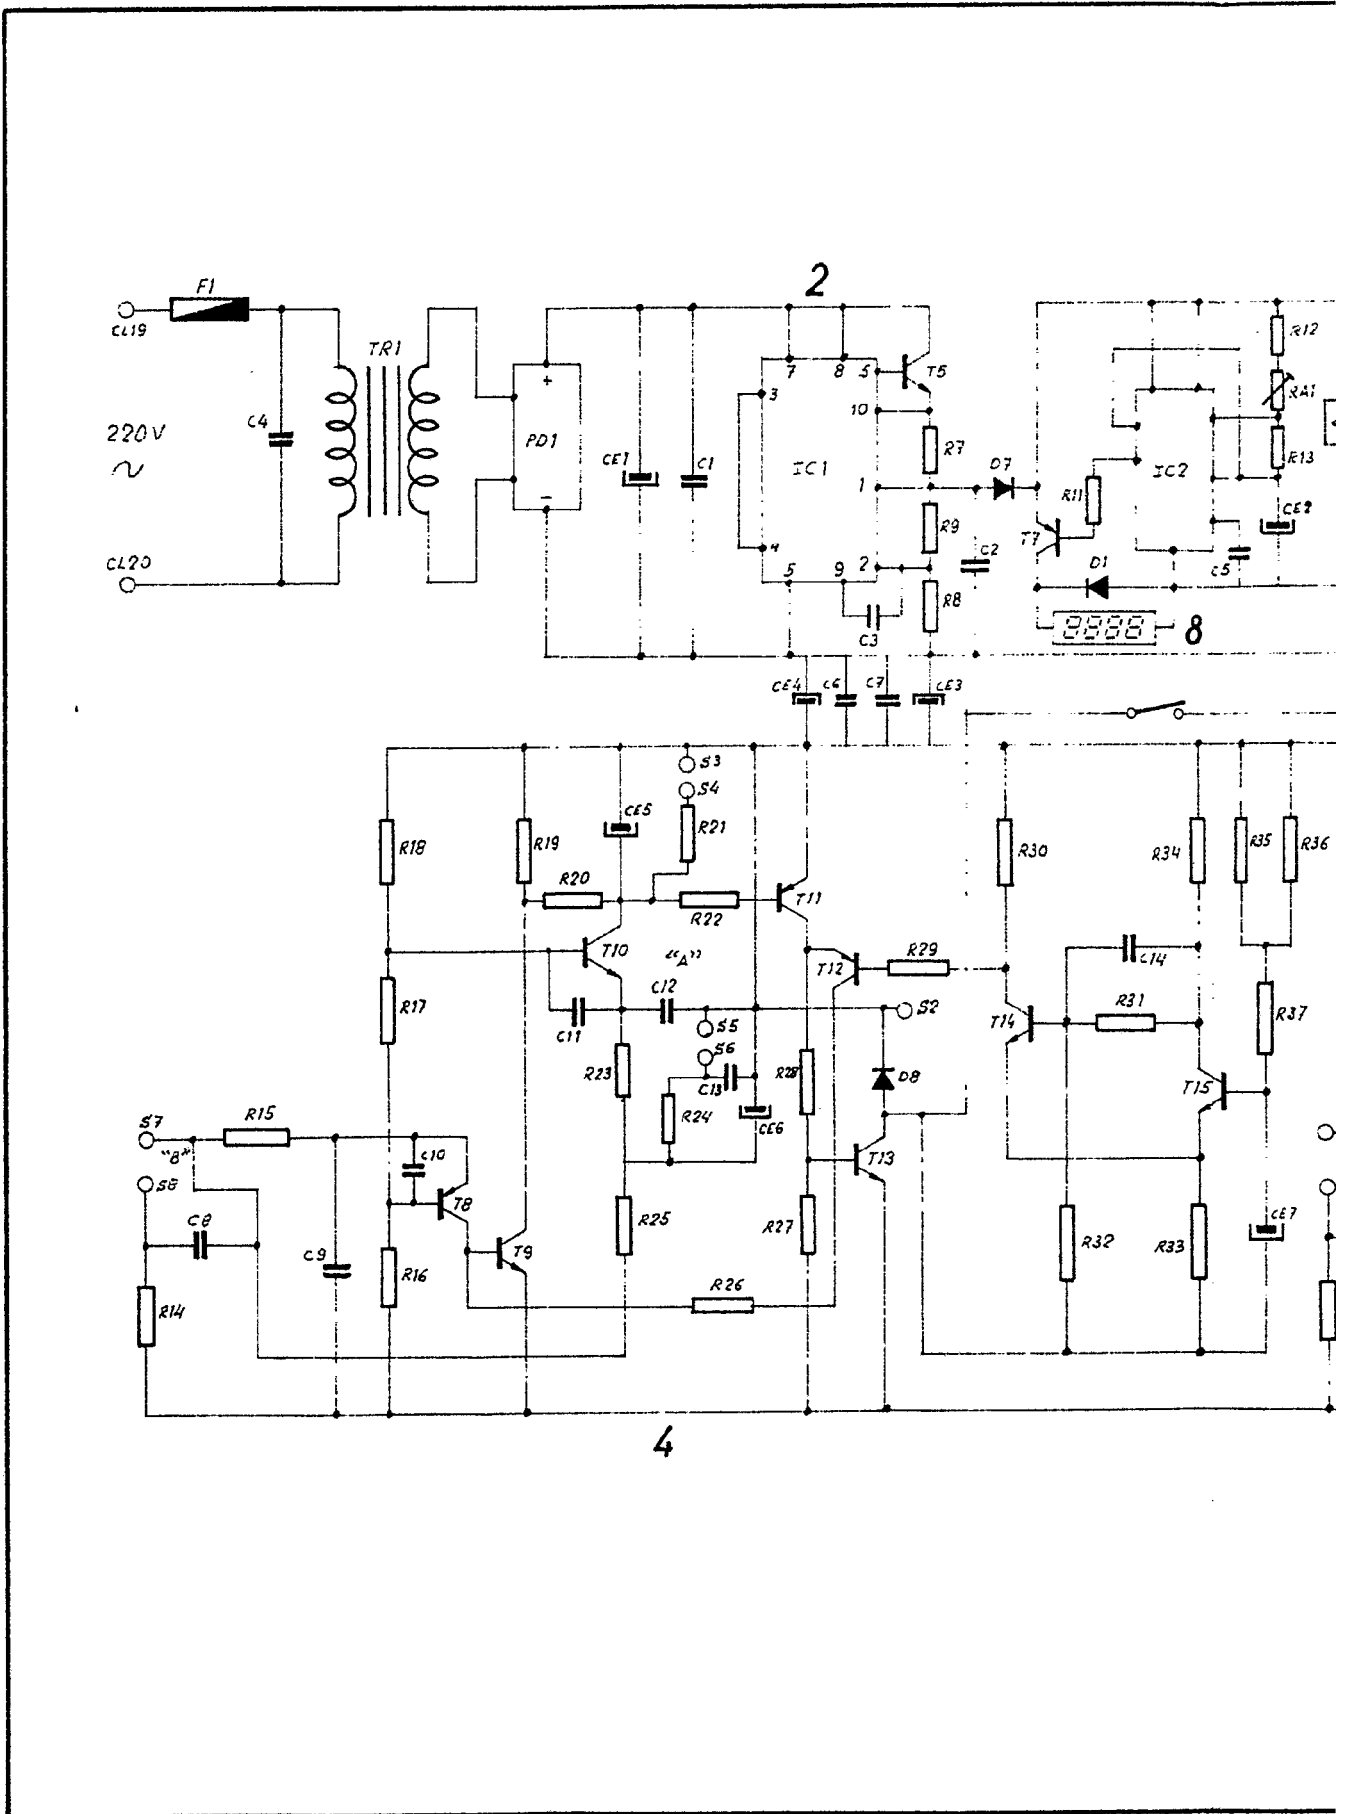 2
F1
CL19
TR1
R12
7
8
5
T5
3
RA1
C4
10
220V
~
+
PD1
R7
R13
CE1
C1
IC1
D7
IC2
1
R11
CE2
R9
T7
4
C2
CL20
5
9
2
D1
C5
R8
C3
8888
8
CE4
C6
C7
CE3
S3
S4
CE5
R21
R18
R19
R30
R34
R35
R36
R20
T11
R22
T10
"A"
T12
R29
C14
R17
C12
S2
R31
R37
C11
S5
T14
S6
R23
R28
D8
C13
T15
R24
CE6
S7
R15
"B"
C10
T13
S8
T8
C8
R25
R27
CE7
C9
T9
R32
R33
R16
R26
R14
4